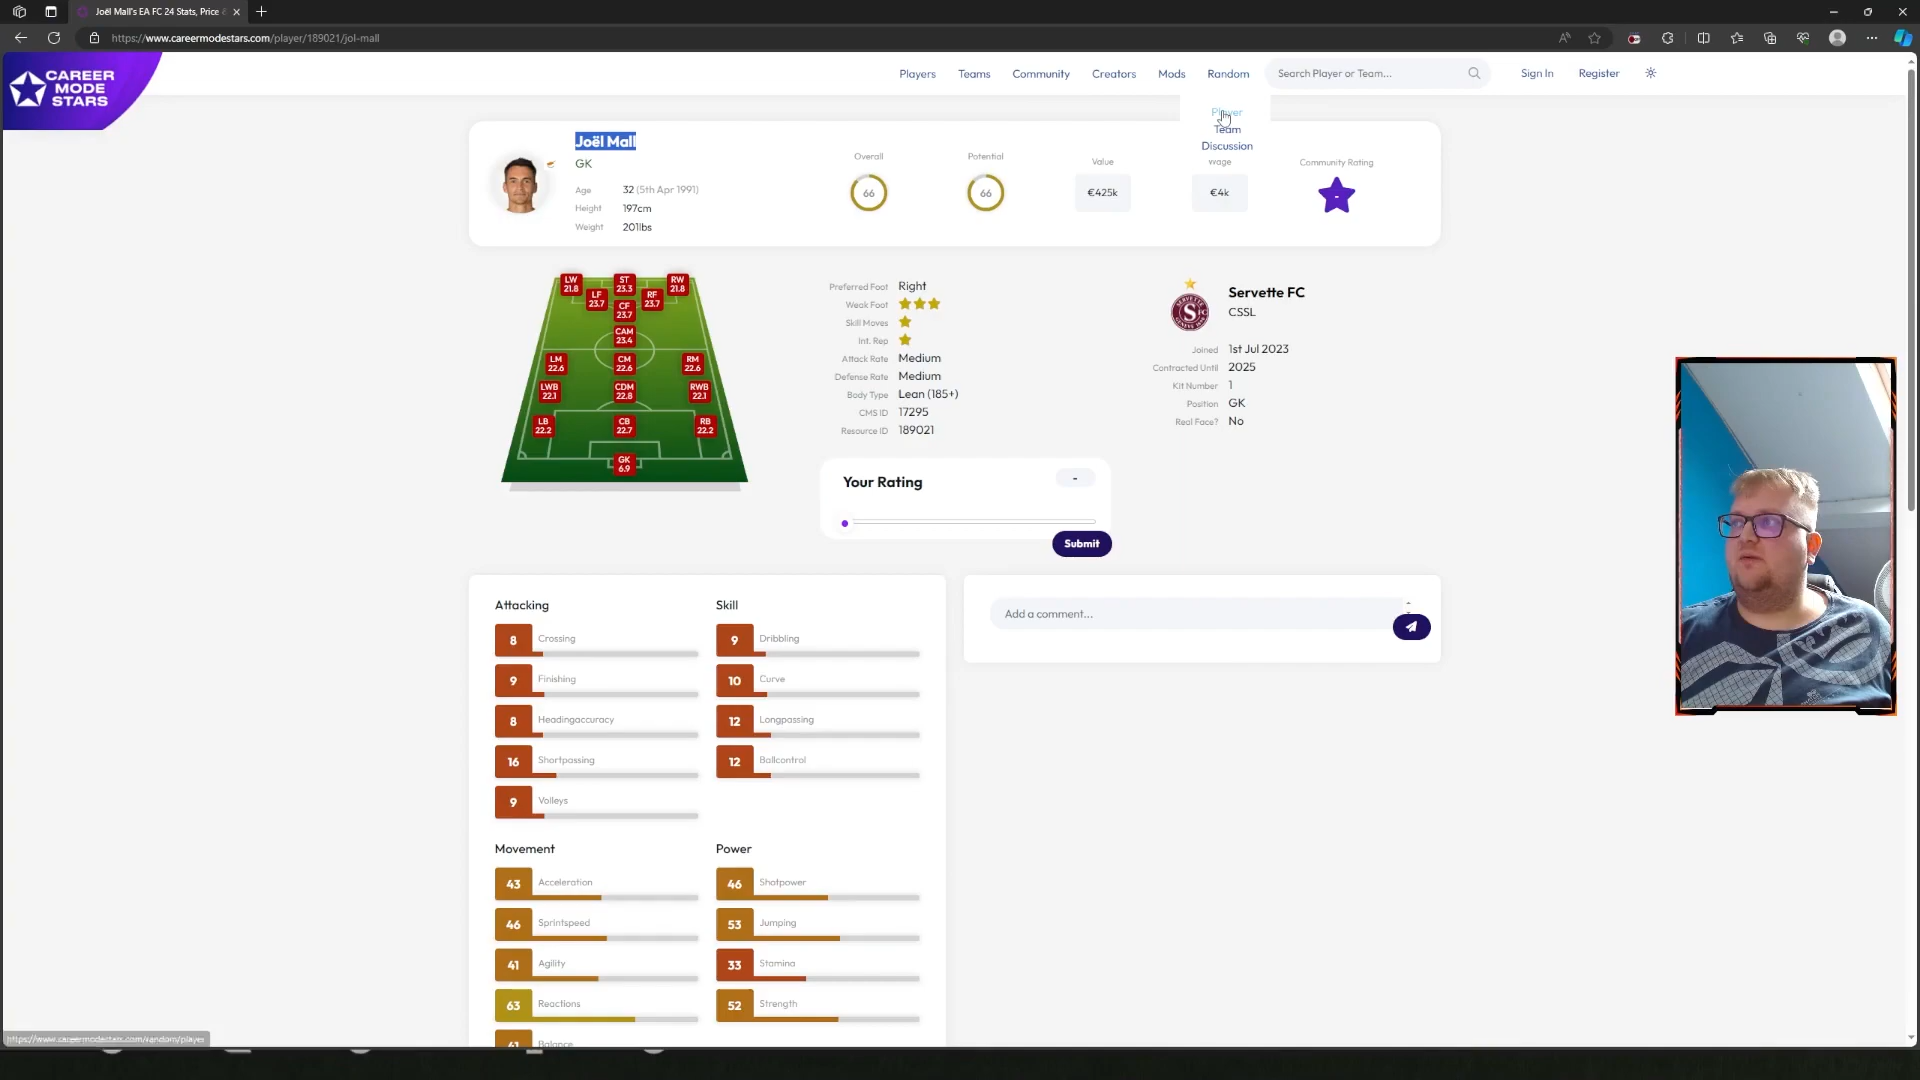 Joël Mall's EA FC 24 Stats, Price &
https://www.careermodestars.com/player/189021/jol-mall
CAREER
MODE
STARS
Players
Teams
Community
Creators
Mods
Random
Search Player or Team...
Sign In
Register
Player
Team
Discussion
Joël Mall
GK
Age 32 (5th Apr 1991)
Height 197cm
Weight 201lbs
Overall
66
Potential
66
Value
€425k
Wage
€4k
Community Rating
-
LW
21.8
ST
23.3
RW
21.8
LF
23.7
CF
23.7
RF
23.7
CAM
23.4
LM
22.6
CM
22.6
RM
22.6
LWB
22.1
CDM
22.8
RWB
22.1
LB
22.2
CB
22.7
RB
22.2
GK
6.9
Preferred Foot Right
Weak Foot
Skill Moves
Int. Rep
Attack Rate Medium
Defense Rate Medium
Body Type Lean (185+)
CMS ID 17295
Resource ID 189021
Servette FC
CSSL
Joined 1st Jul 2023
Contracted Until 2025
Kit Number 1
Position GK
Real Face? No
Your Rating
-
Submit
Attacking
8 Crossing
9 Finishing
8 Headingaccuracy
16 Shortpassing
9 Volleys
Skill
9 Dribbling
10 Curve
12 Longpassing
12 Ballcontrol
Add a comment...
Movement
43 Acceleration
46 Sprintspeed
41 Agility
63 Reactions
41 Balance
Power
46 Shotpower
53 Jumping
33 Stamina
52 Strength
https://www.careermodestars.com/random/player